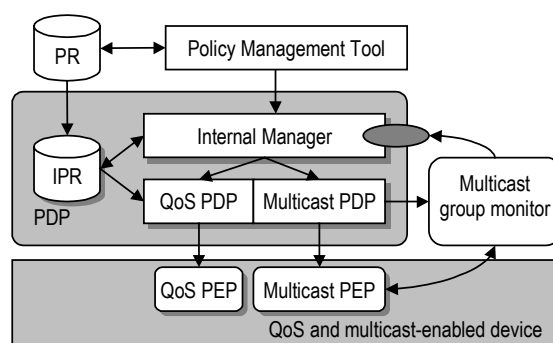 PR
Policy Management Tool
Internal Manager
IPR
PDP
QoS PDP
Multicast PDP
Multicast
group monitor
QoS PEP
Multicast PEP
QoS and multicast-enabled device